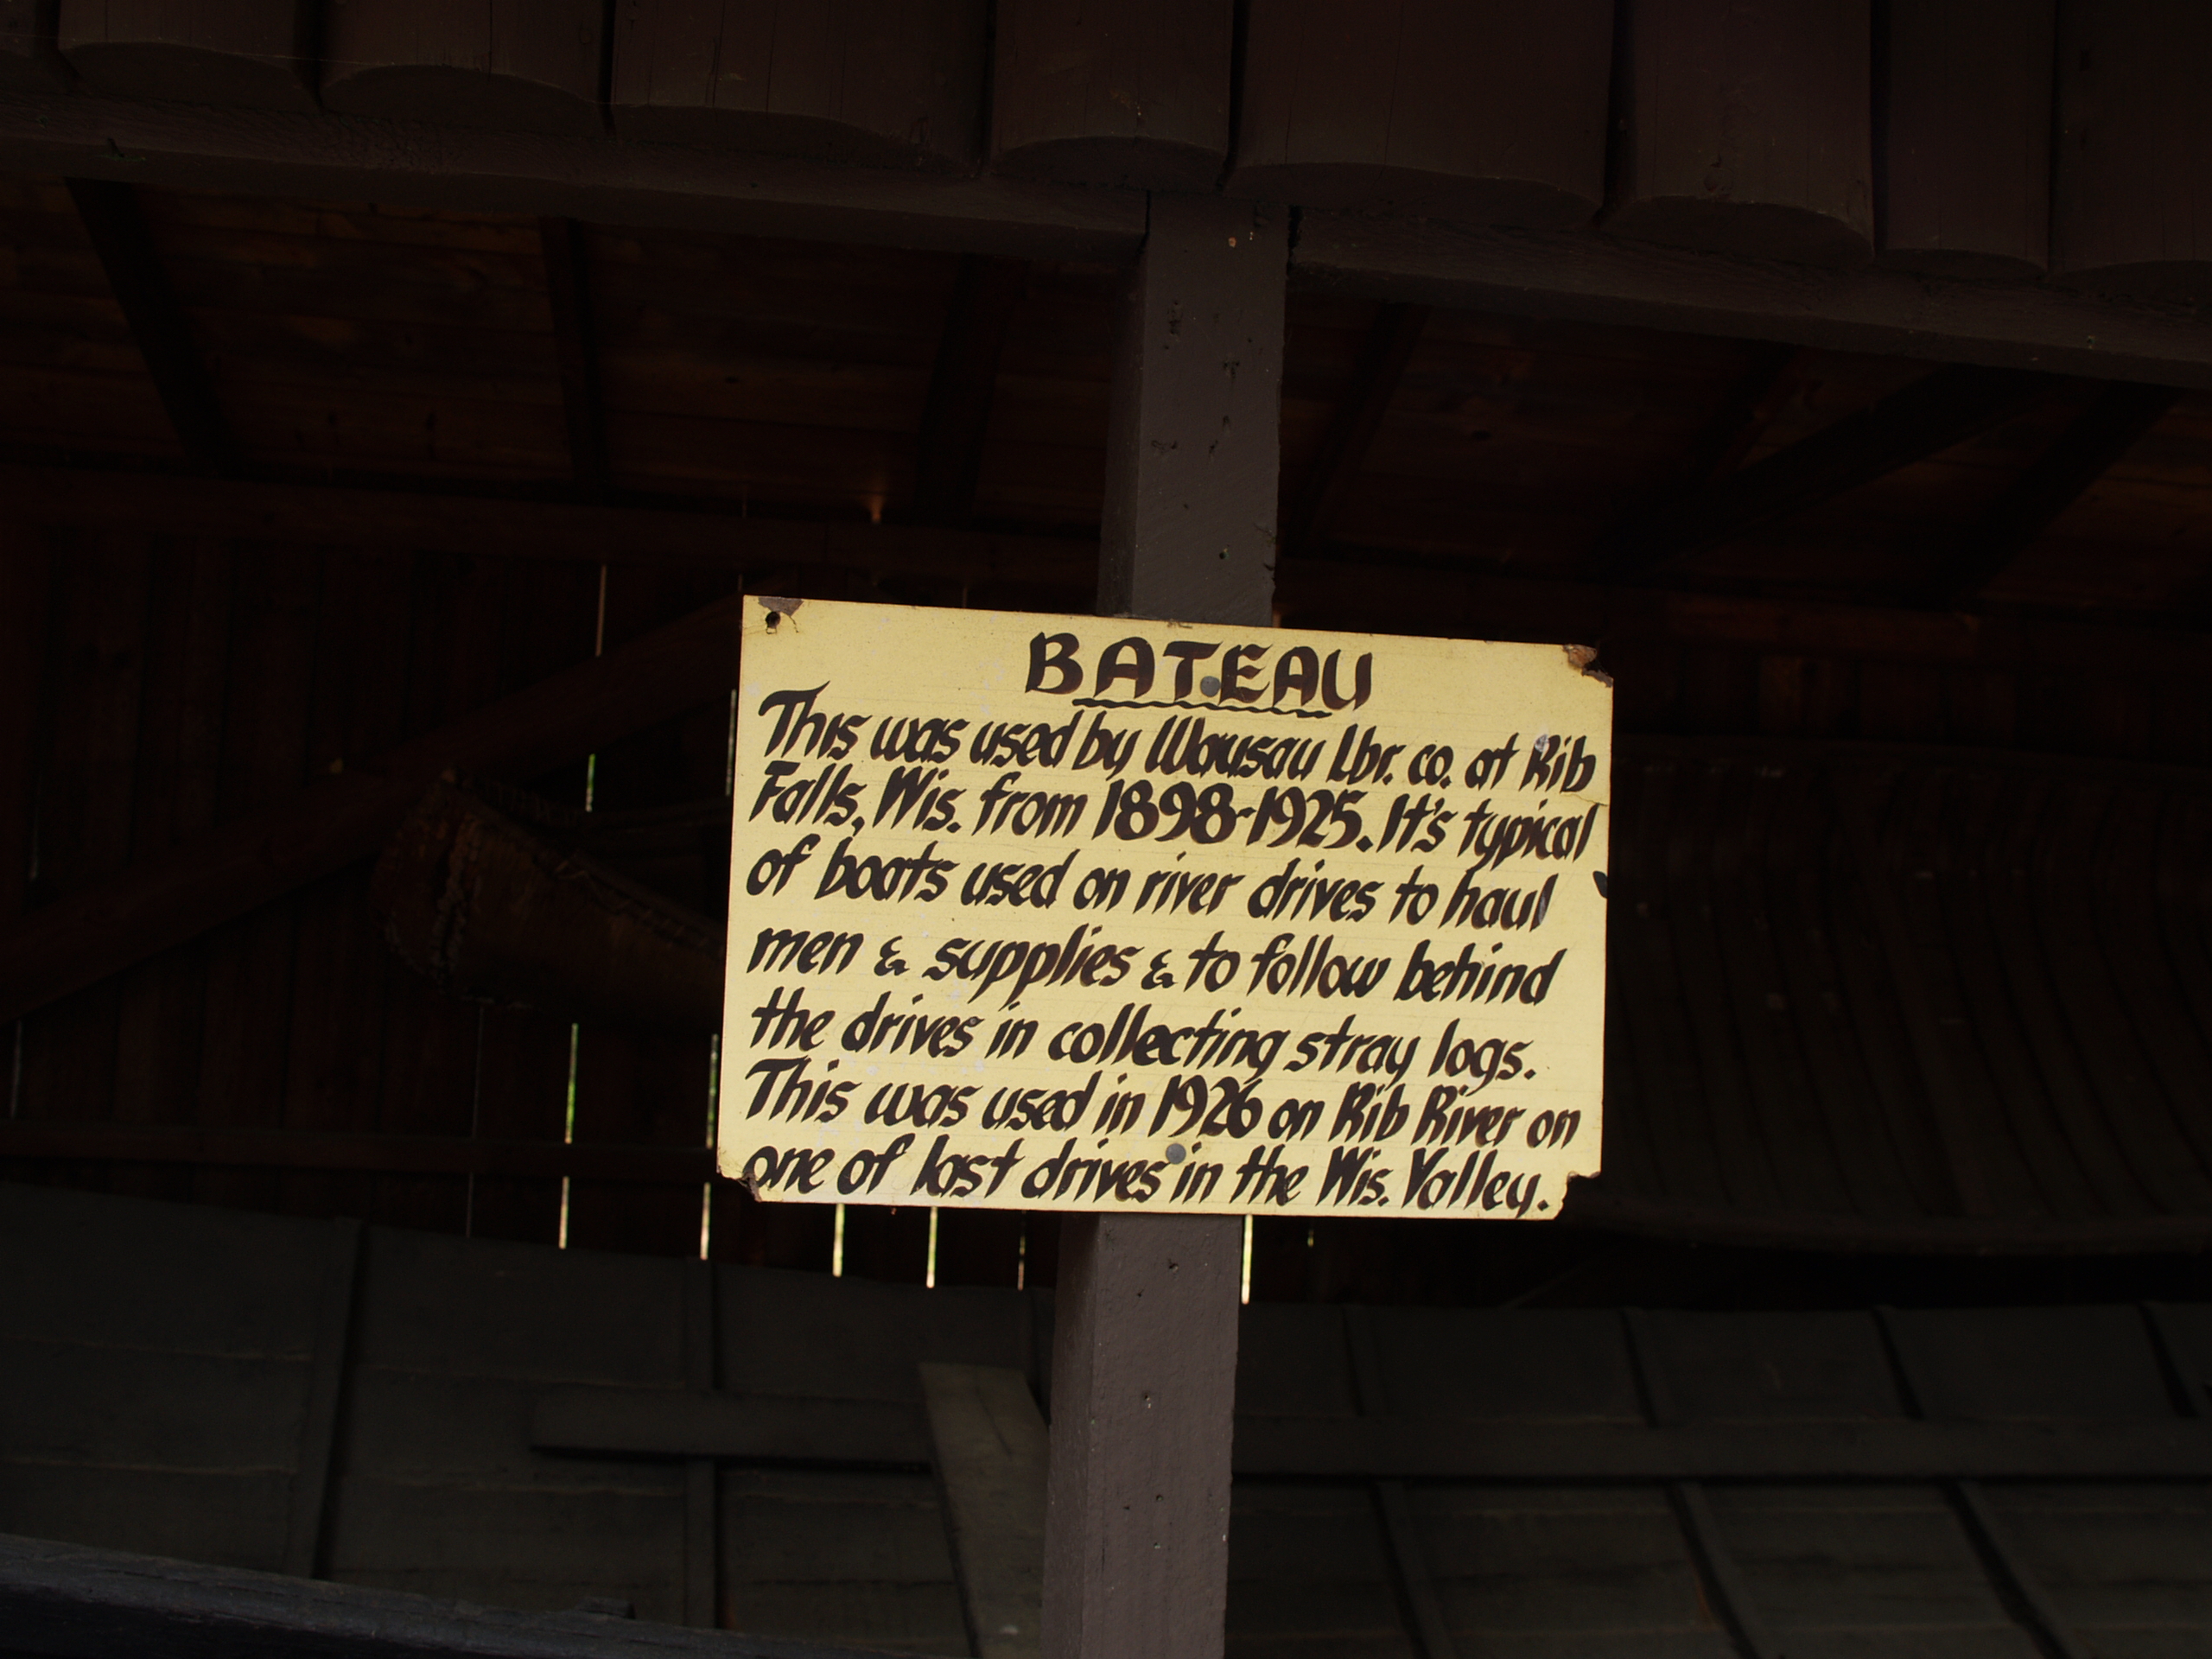 BATEAU
This was used by Wausau Lbr. co. at Rib
Falls, Wis. from 1898-1925. It's typical
of boats used on river drives to haul
men & supplies & to follow behind
the drives in collecting stray logs.
This was used in 1926 on Rib River on
one of last drives in the Wis. Valley.